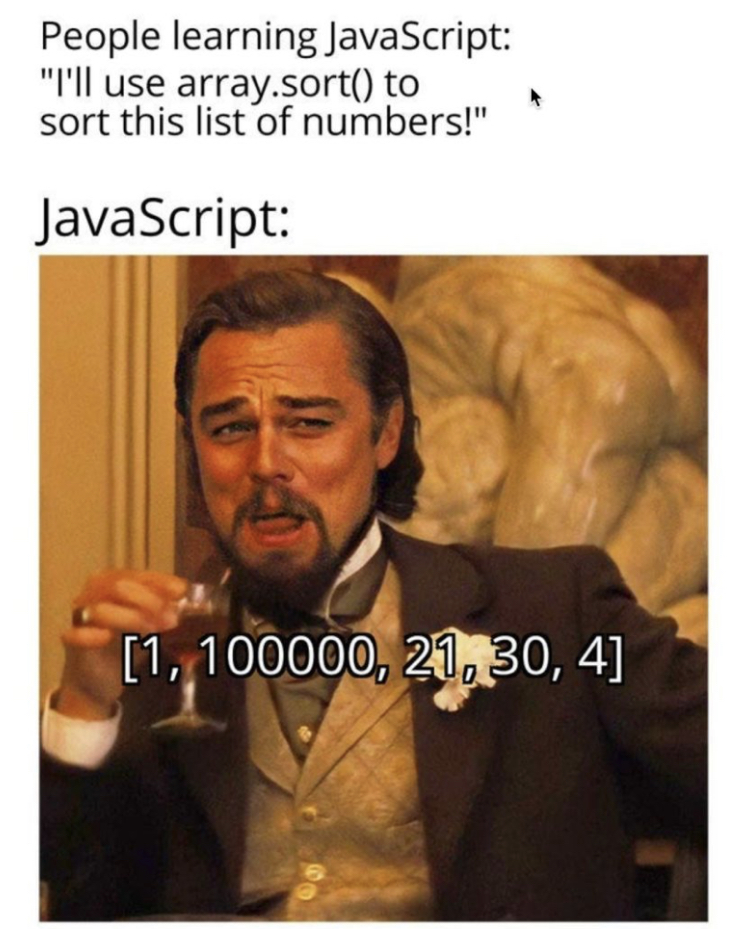 People learning JavaScript:
"I'll use array.sort() to
sort this list of numbers!"
JavaScript:
[1, 100000, 21, 30, 4]